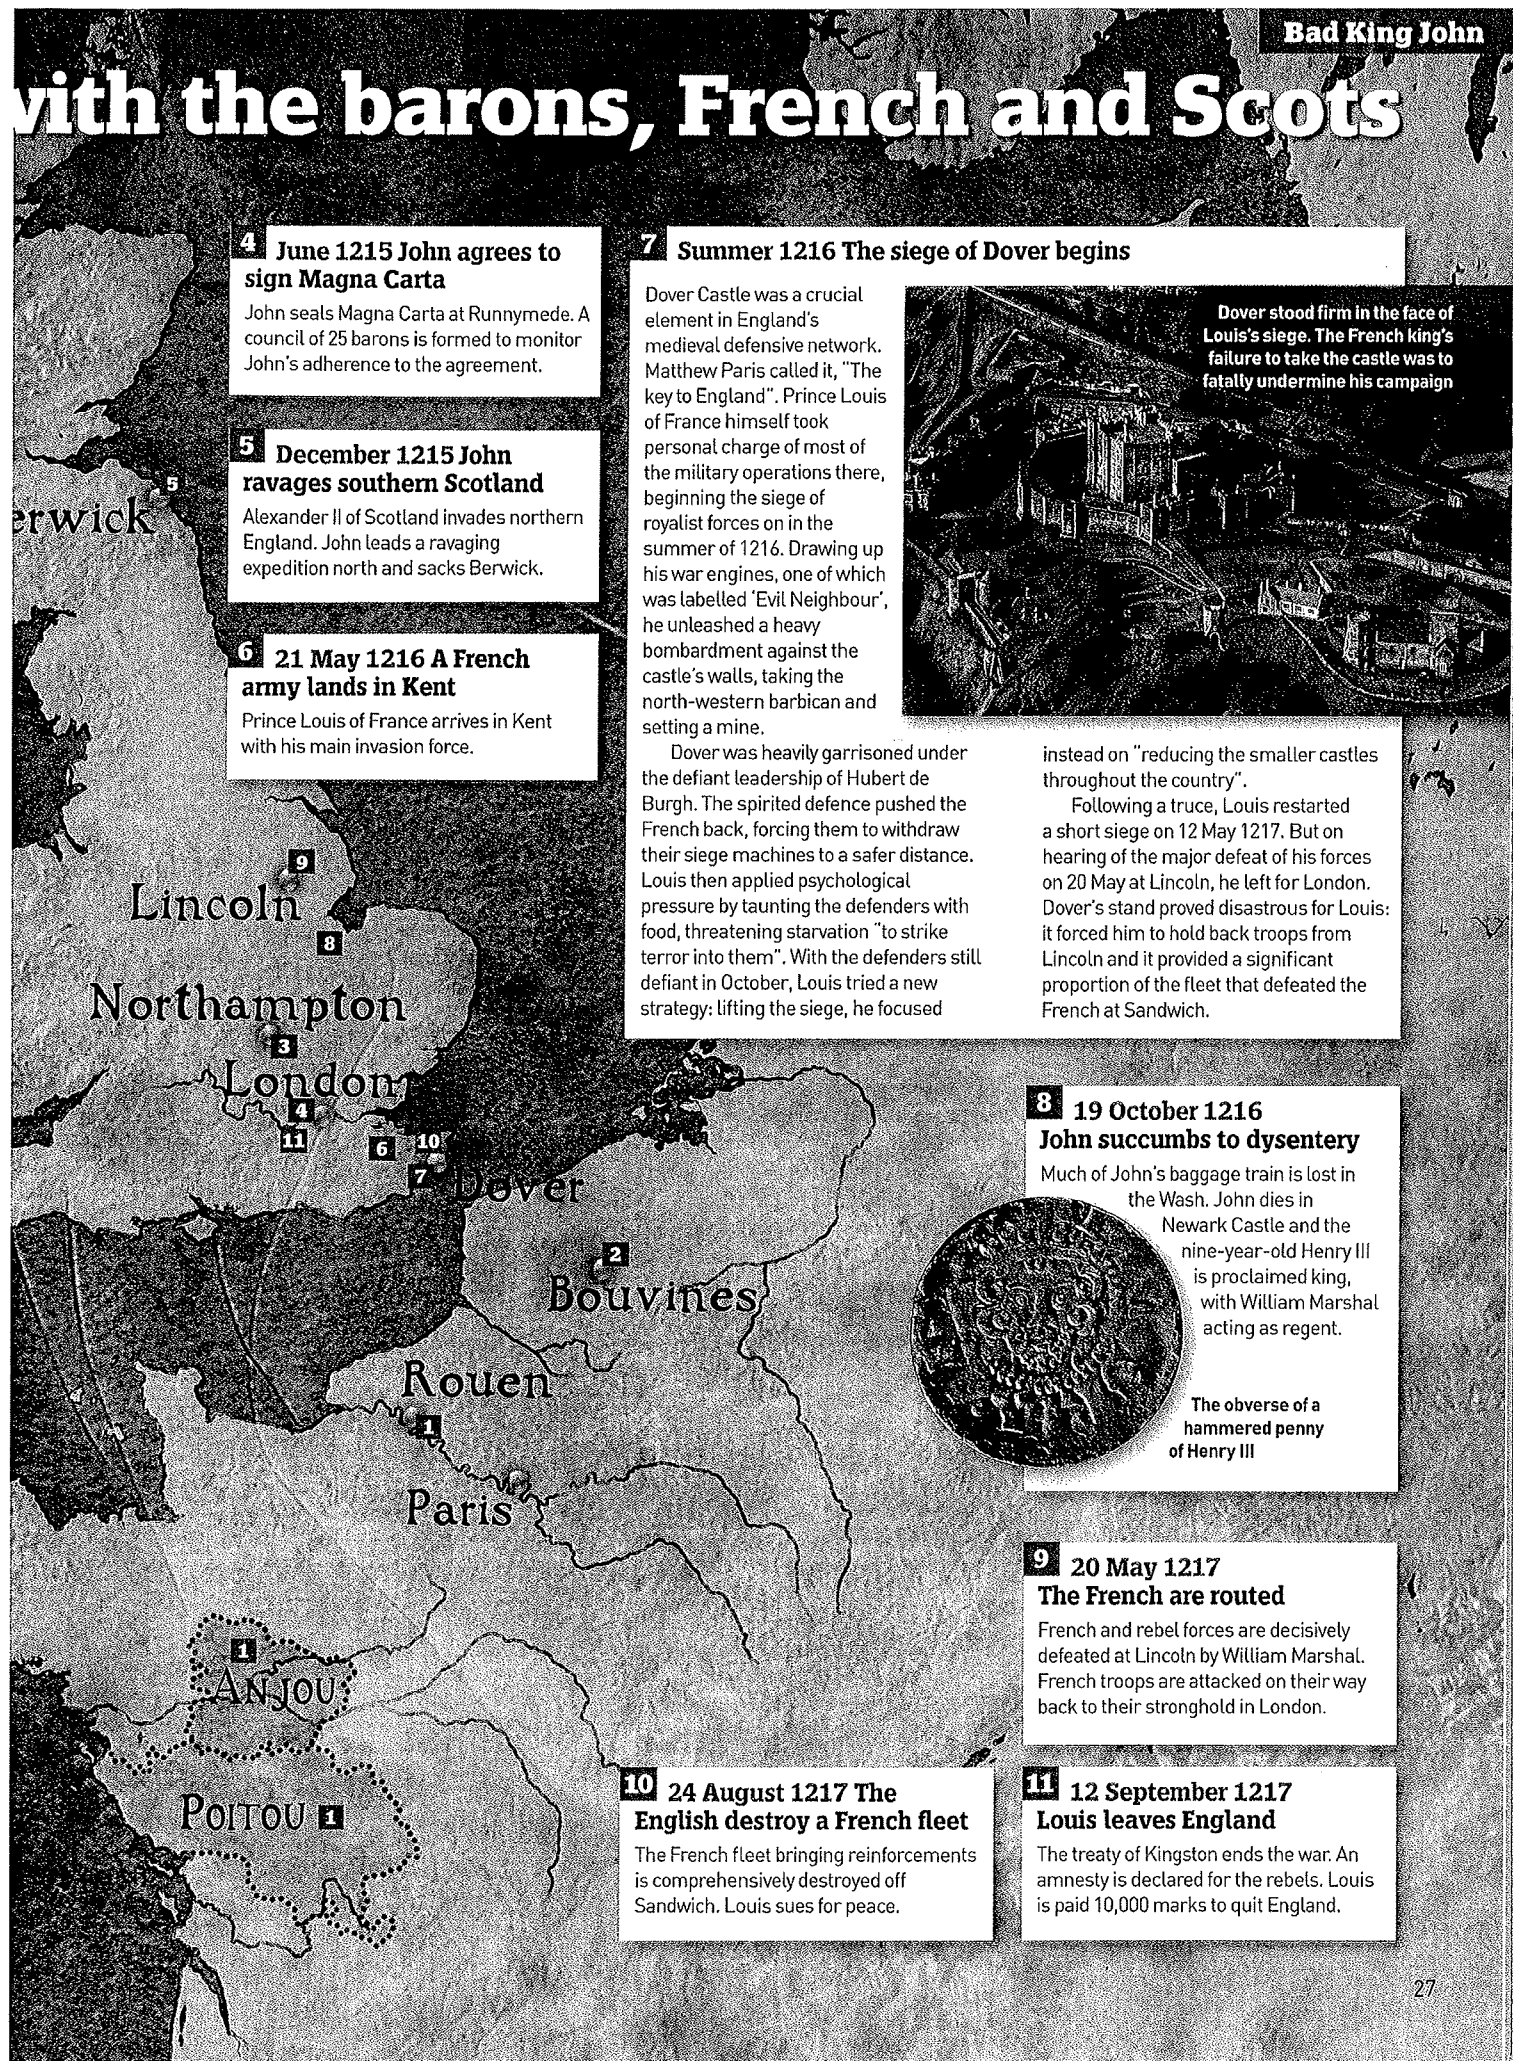 Bad King John
with the barons, French and Scots
4 June 1215 John agrees to
sign Magna Carta
John seals Magna Carta at Runnymede. A
council of 25 barons is formed to monitor
John's adherence to the agreement.
5 December 1215 John
ravages southern Scotland
Alexander II of Scotland invades northern
England. John leads a ravaging
expedition north and sacks Berwick.
6 21 May 1216 A French
army lands in Kent
Prince Louis of France arrives in Kent
with his main invasion force.
7 Summer 1216 The siege of Dover begins
Dover Castle was a crucial
element in England's
medieval defensive network.
Matthew Paris called it, "The
key to England". Prince Louis
of France himself took
personal charge of most of
the military operations there,
beginning the siege of
royalist forces on in the
summer of 1216. Drawing up
his war engines, one of which
was labelled 'Evil Neighbour',
he unleashed a heavy
bombardment against the
castle's walls, taking the
north-western barbican and
setting a mine.
Dover was heavily garrisoned under
the defiant leadership of Hubert de
Burgh. The spirited defence pushed the
French back, forcing them to withdraw
their siege machines to a safer distance.
Louis then applied psychological
pressure by taunting the defenders with
food, threatening starvation "to strike
terror into them". With the defenders still
defiant in October, Louis tried a new
strategy: lifting the siege, he focused
instead on "reducing the smaller castles
throughout the country".
Following a truce, Louis restarted
a short siege on 12 May 1217. But on
hearing of the major defeat of his forces
on 20 May at Lincoln, he left for London.
Dover's stand proved disastrous for Louis:
it forced him to hold back troops from
Lincoln and it provided a significant
proportion of the fleet that defeated the
French at Sandwich.
Dover stood firm in the face of
Louis's siege. The French king's
failure to take the castle was to
fatally undermine his campaign
5
erwick
9
Lincoln
8
Northampton
3
London
4
11
6
10
7
Dover
2
Bouvines
Rouen
1
Paris
1
ANJOU
POITOU 1
8 19 October 1216
John succumbs to dysentery
Much of John's baggage train is lost in
the Wash. John dies in
Newark Castle and the
nine-year-old Henry III
is proclaimed king,
with William Marshal
acting as regent.
The obverse of a
hammered penny
of Henry III
9 20 May 1217
The French are routed
French and rebel forces are decisively
defeated at Lincoln by William Marshal.
French troops are attacked on their way
back to their stronghold in London.
10 24 August 1217 The
English destroy a French fleet
The French fleet bringing reinforcements
is comprehensively destroyed off
Sandwich. Louis sues for peace.
11 12 September 1217
Louis leaves England
The treaty of Kingston ends the war. An
amnesty is declared for the rebels. Louis
is paid 10,000 marks to quit England.
27